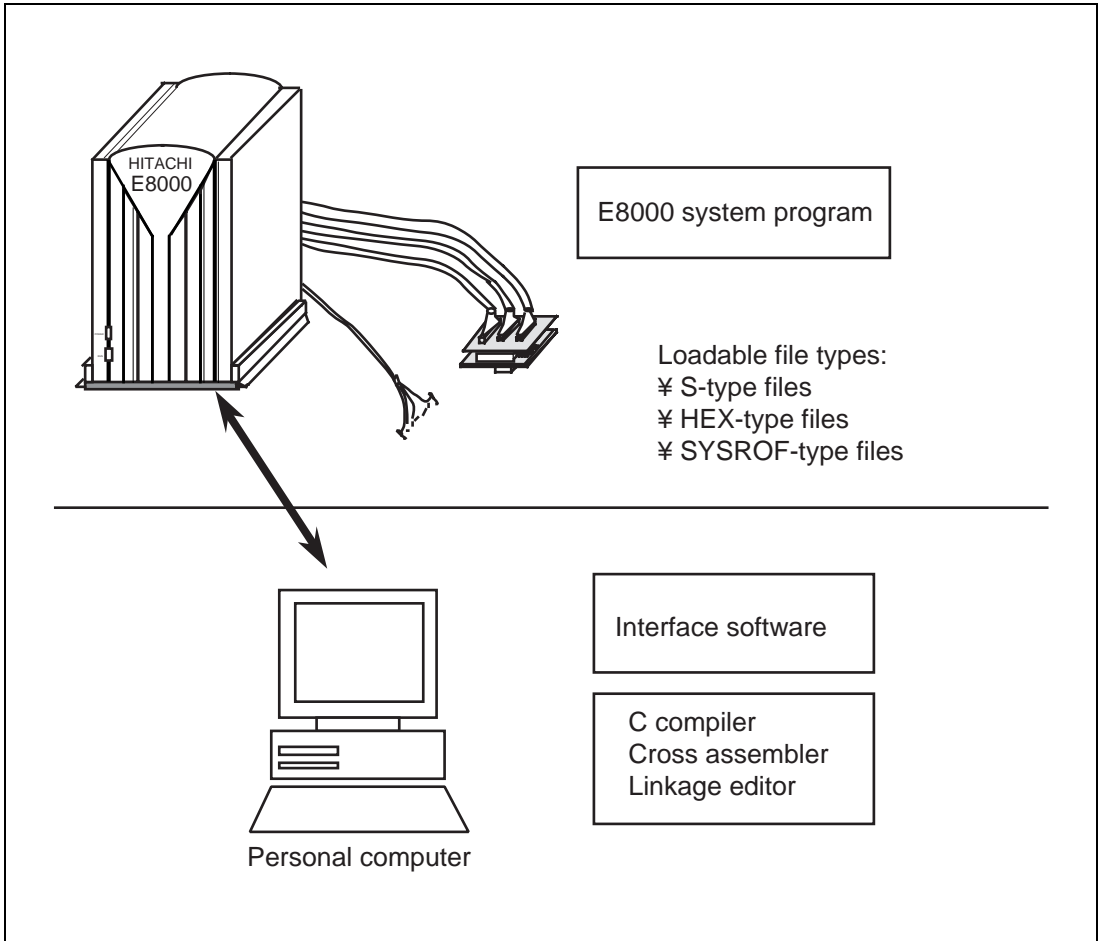 HITACHI
E8000
E8000 system program
Loadable file types:
¥ S-type files
¥ HEX-type files
¥ SYSROF-type files
Interface software
C compiler
Cross assembler
Linkage editor
Personal computer